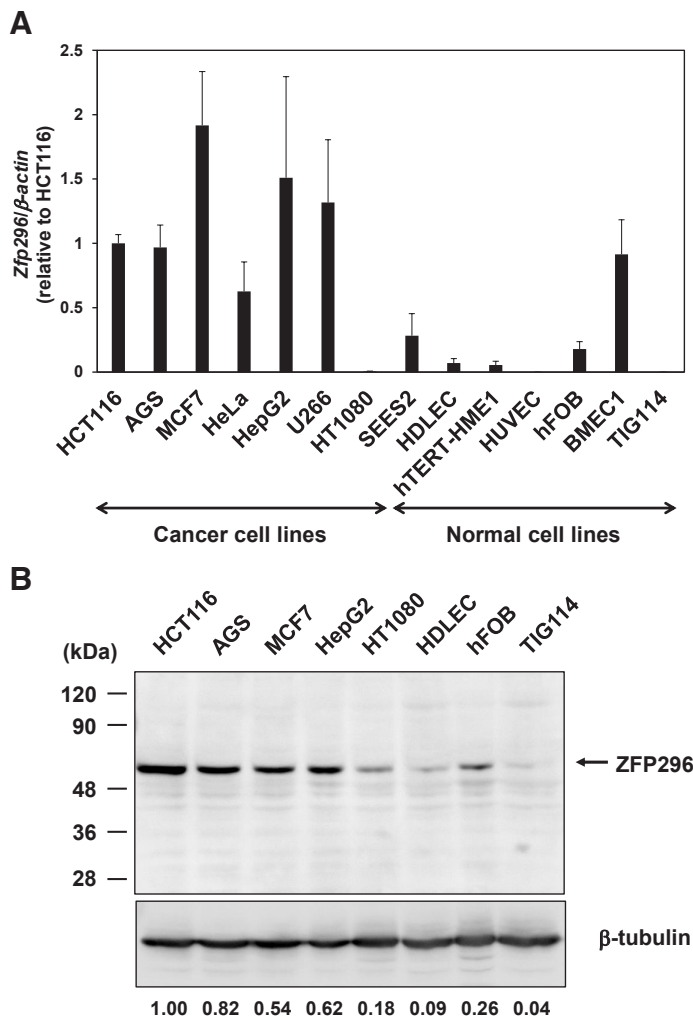 A
2.5
2
1.5
1
0.5
0
Zfp296/β-actin
(relative to HCT116)
HCT116 AGS MCF7 HeLa HepG2 U266 HT1080 SEES2 HDLEC hTERT-HME1 HUVEC hFOB BMEC1 TIG114
Cancer cell lines Normal cell lines
B
HCT116 AGS MCF7 HepG2 HT1080 HDLEC hFOB TIG114
(kDa)
120
90
48
36
28
ZFP296
β-tubulin
1.00 0.82 0.54 0.62 0.18 0.09 0.26 0.04